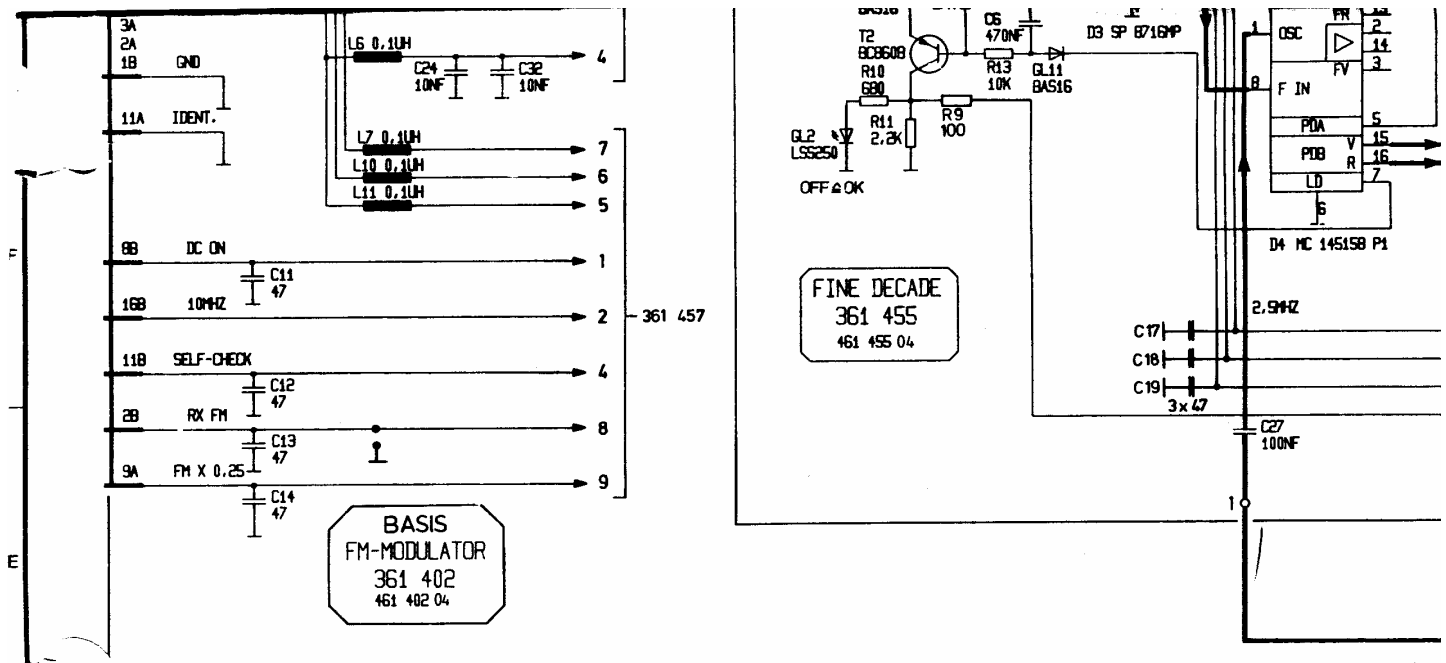 3A
2A
1B GND
11A IDENT.
L6 0,1UH
C24
10NF
C32
10NF
4
L7 0,1UH
7
L10 0,1UH
6
L11 0,1UH
5
8B DC ON
1
C11
47
16B 10MHZ
2
361 457
11B SELF-CHECK
4
C12
47
2B RX FM
8
C13
47
9A FM X 0,25
9
C14
47
F
E
BASIS
FM-MODULATOR
361 402
461 402 04
T2
BC860B
C6
470NF
D3 SP 8716MP
R13
10K
GL11
BAS16
R10
680
R11
2,2K
R9
100
GL2
LSS250
OFF≙OK
FINE DECADE
361 455
461 455 04
1 OSC
FR
13
2
14
FV
3
8 F IN
PDA
5
PDB
V
15
R
16
LD
7
6
D4 MC 145158 P1
2,5MHZ
C17
C18
C19
3x47
C27
100NF
1